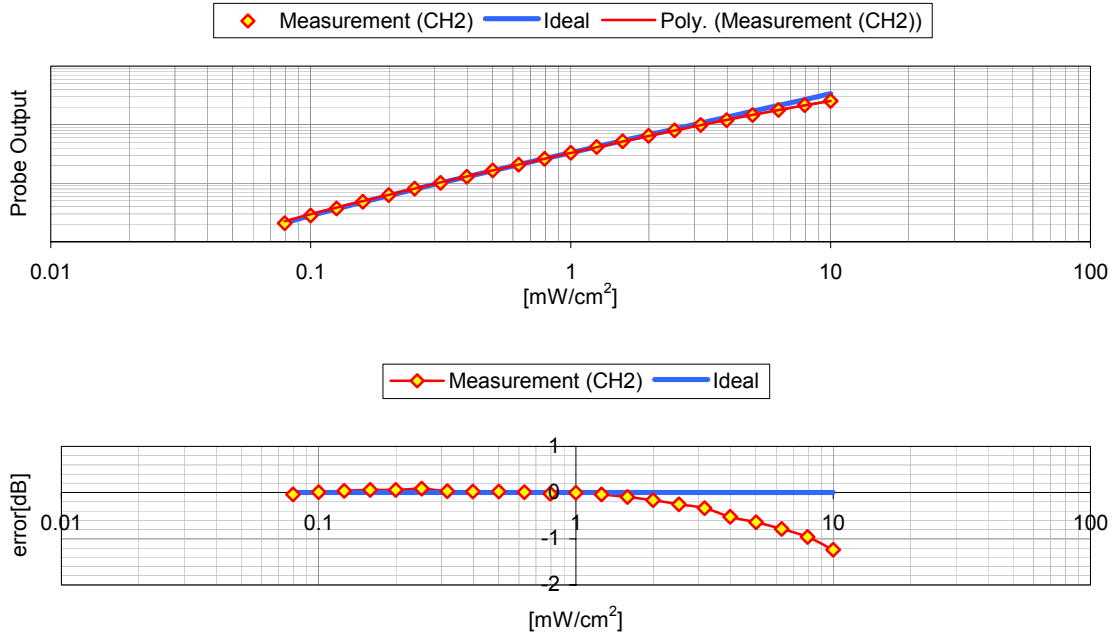 Measurement (CH2) Ideal Poly. (Measurement (CH2))
Probe Output
0.01 0.1 1 10 100
[mW/cm²]
Measurement (CH2) Ideal
error[dB]
1
0
0.01 0.1 1 10 100
-1
-2
[mW/cm²]